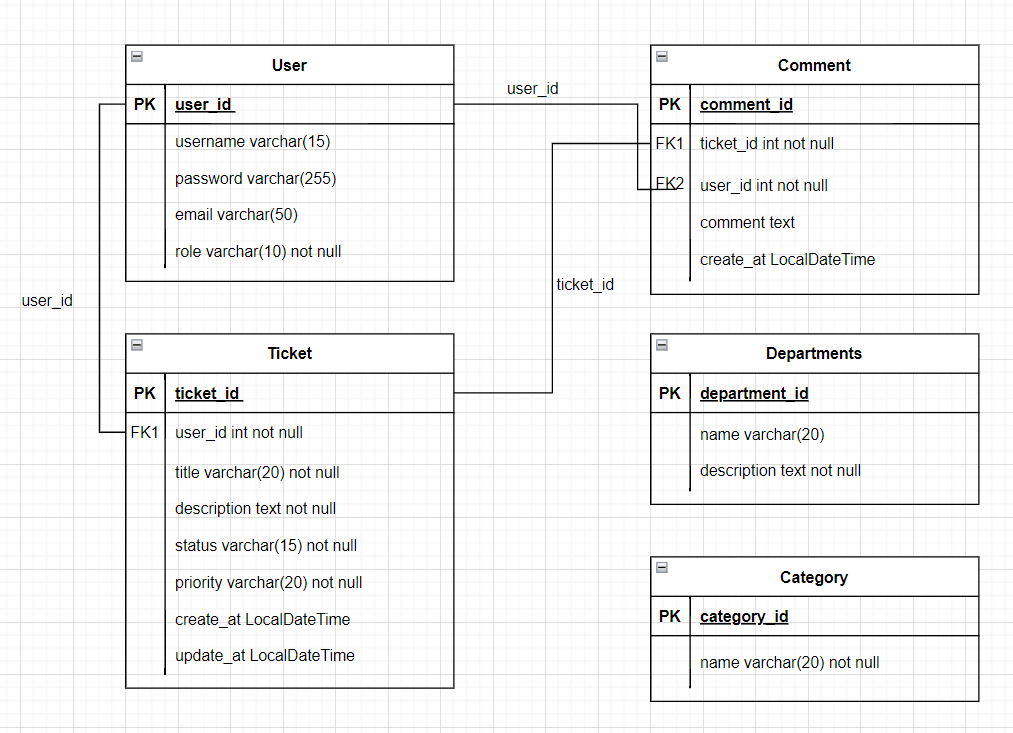 User
PK user_id
username varchar(15)
password varchar(255)
email varchar(50)
role varchar(10) not null
user_id
user_id
Comment
PK comment_id
FK1 ticket_id int not null
FK2 user_id int not null
comment text
create_at LocalDateTime
ticket_id
Ticket
PK ticket_id
FK1 user_id int not null
title varchar(20) not null
description text not null
status varchar(15) not null
priority varchar(20) not null
create_at LocalDateTime
update_at LocalDateTime
Departments
PK department_id
name varchar(20)
description text not null
Category
PK category_id
name varchar(20) not null